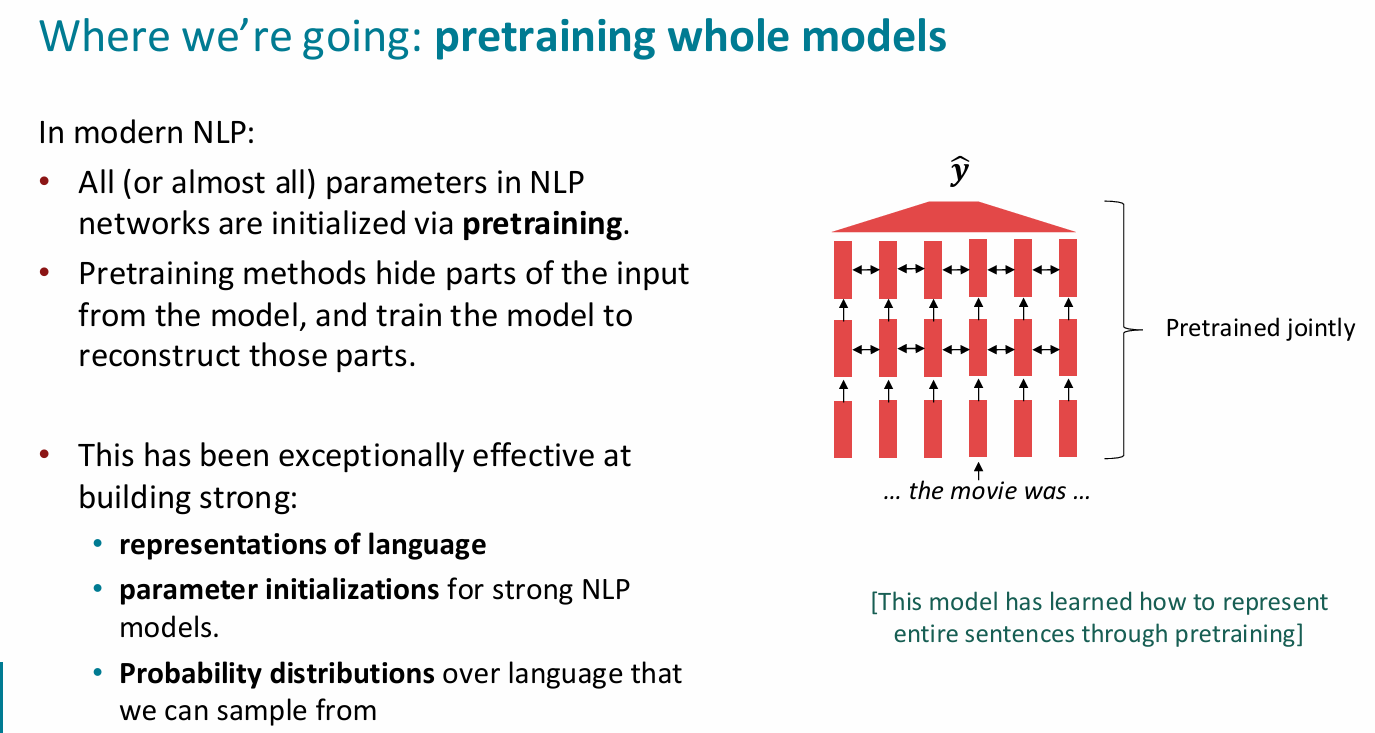 Where we're going: pretraining whole models
In modern NLP:
• All (or almost all) parameters in NLP
networks are initialized via pretraining.
• Pretraining methods hide parts of the input
from the model, and train the model to
reconstruct those parts.
• This has been exceptionally effective at
building strong:
• representations of language
• parameter initializations for strong NLP
models.
• Probability distributions over language that
we can sample from
ŷ
Pretrained jointly
… the movie was …
[This model has learned how to represent
entire sentences through pretraining]